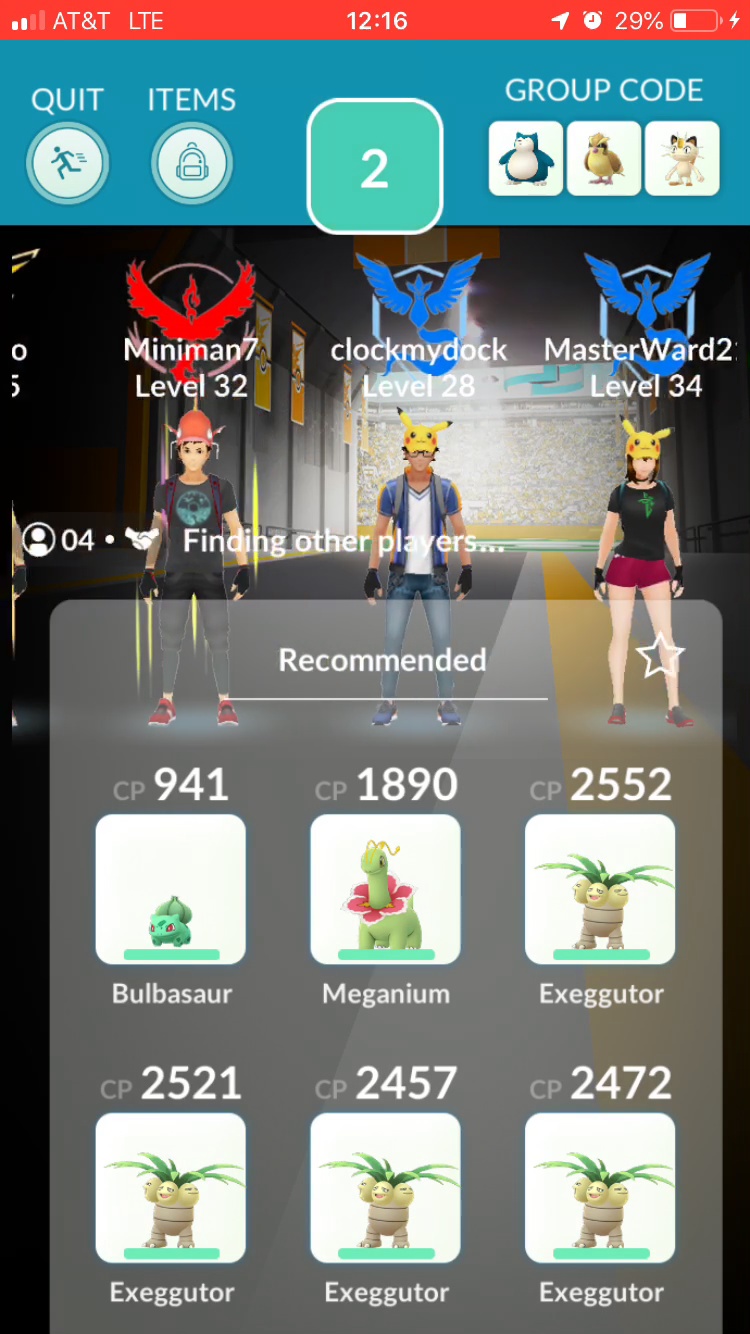 AT&T LTE 12:16 29%
QUIT ITEMS GROUP CODE
2
Miniman7 clockmydock MasterWard2
o Level 32 Level 28 Level 34
5
04 • Finding other players...
Recommended
CP 941 CP 1890 CP 2552
Bulbasaur Meganium Exeggutor
CP 2521 CP 2457 CP 2472
Exeggutor Exeggutor Exeggutor